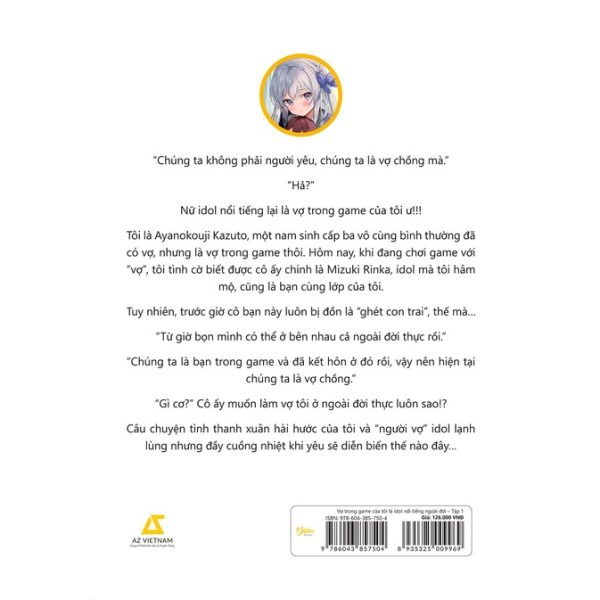 “Chúng ta không phải người yêu, chúng ta là vợ chồng mà.”
“Hả?”
Nữ idol nổi tiếng lại là vợ trong game của tôi ư!!!
Tôi là Ayanokouji Kazuto, một nam sinh cấp ba vô cùng bình thường đã
có vợ, nhưng là vợ trong game thôi. Hôm nay, khi đang chơi game với
“vợ”, tôi tình cờ biết được cô ấy chính là Mizuki Rinka, idol mà tôi hâm
mộ, cũng là bạn cùng lớp của tôi.
Tuy nhiên, trước giờ cô bạn này luôn bị đồn là “ghét con trai”, thế mà...
“Từ giờ bọn mình có thể ở bên nhau cả ngoài đời thực rồi.”
“Chúng ta là bạn trong game và đã kết hôn ở đó rồi, vậy nên hiện tại
chúng ta là vợ chồng.”
“Gì cơ?” Cô ấy muốn làm vợ tôi ở ngoài đời thực luôn sao!?
Câu chuyện tình thanh xuân hài hước của tôi và “người vợ” idol lạnh
lùng nhưng đầy cuồng nhiệt khi yêu sẽ diễn biến thế nào đây...
AZ VIETNAM
Vợ trong game của tôi là idol nổi tiếng ngoài đời – Tập 1
ISBN: 978-604-385-750-4
Giá: 126.000 VNĐ
9 786043 857504
8 935325 009969